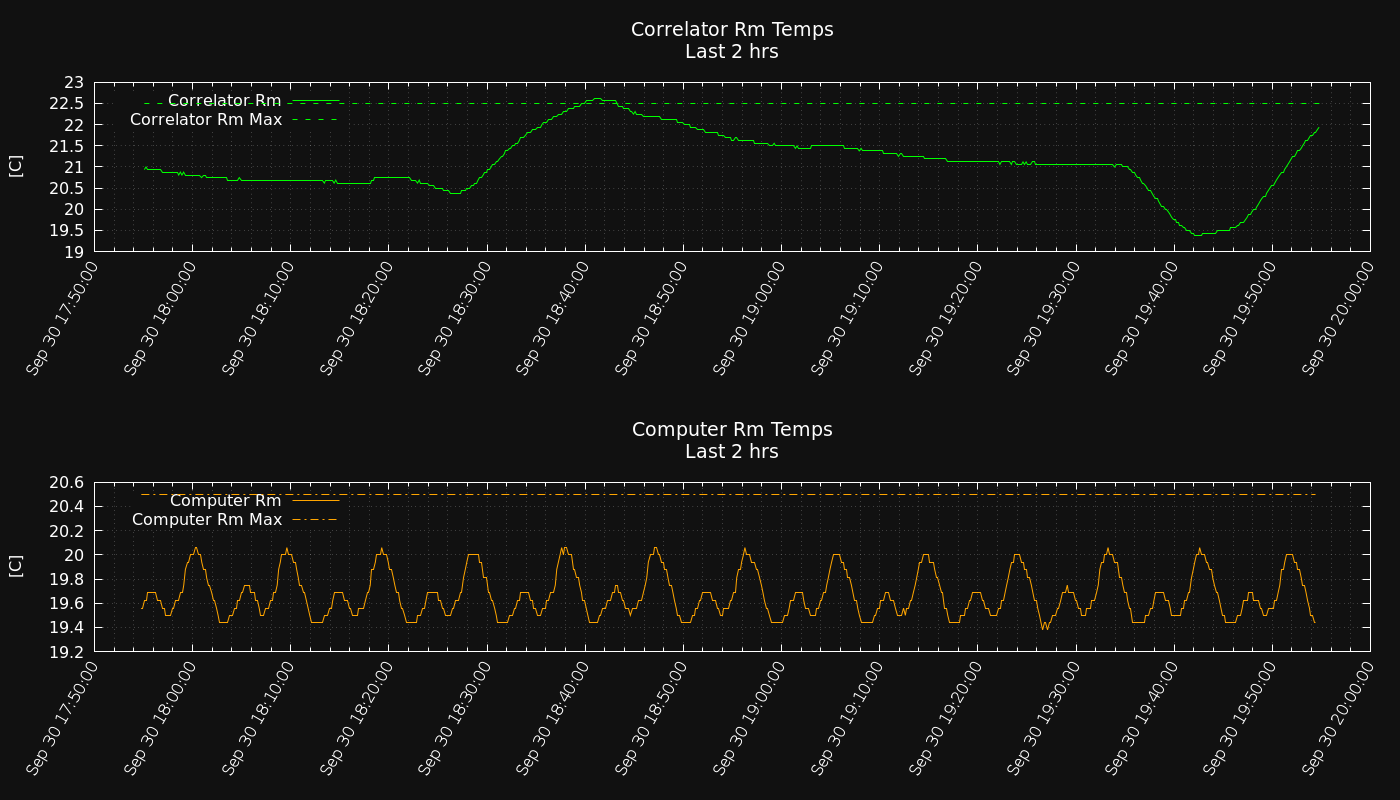 Correlator Rm Temps
Last 2 hrs
23
22.5
22
21.5
21
20.5
20
19.5
19
[C]
Correlator Rm
Correlator Rm Max
Sep 30 17:50:00
Sep 30 18:00:00
Sep 30 18:10:00
Sep 30 18:20:00
Sep 30 18:30:00
Sep 30 18:40:00
Sep 30 18:50:00
Sep 30 19:00:00
Sep 30 19:10:00
Sep 30 19:20:00
Sep 30 19:30:00
Sep 30 19:40:00
Sep 30 19:50:00
Sep 30 20:00:00
Computer Rm Temps
Last 2 hrs
20.6
20.4
20.2
20
19.8
19.6
19.4
19.2
[C]
Computer Rm
Computer Rm Max
Sep 30 17:50:00
Sep 30 18:00:00
Sep 30 18:10:00
Sep 30 18:20:00
Sep 30 18:30:00
Sep 30 18:40:00
Sep 30 18:50:00
Sep 30 19:00:00
Sep 30 19:10:00
Sep 30 19:20:00
Sep 30 19:30:00
Sep 30 19:40:00
Sep 30 19:50:00
Sep 30 20:00:00